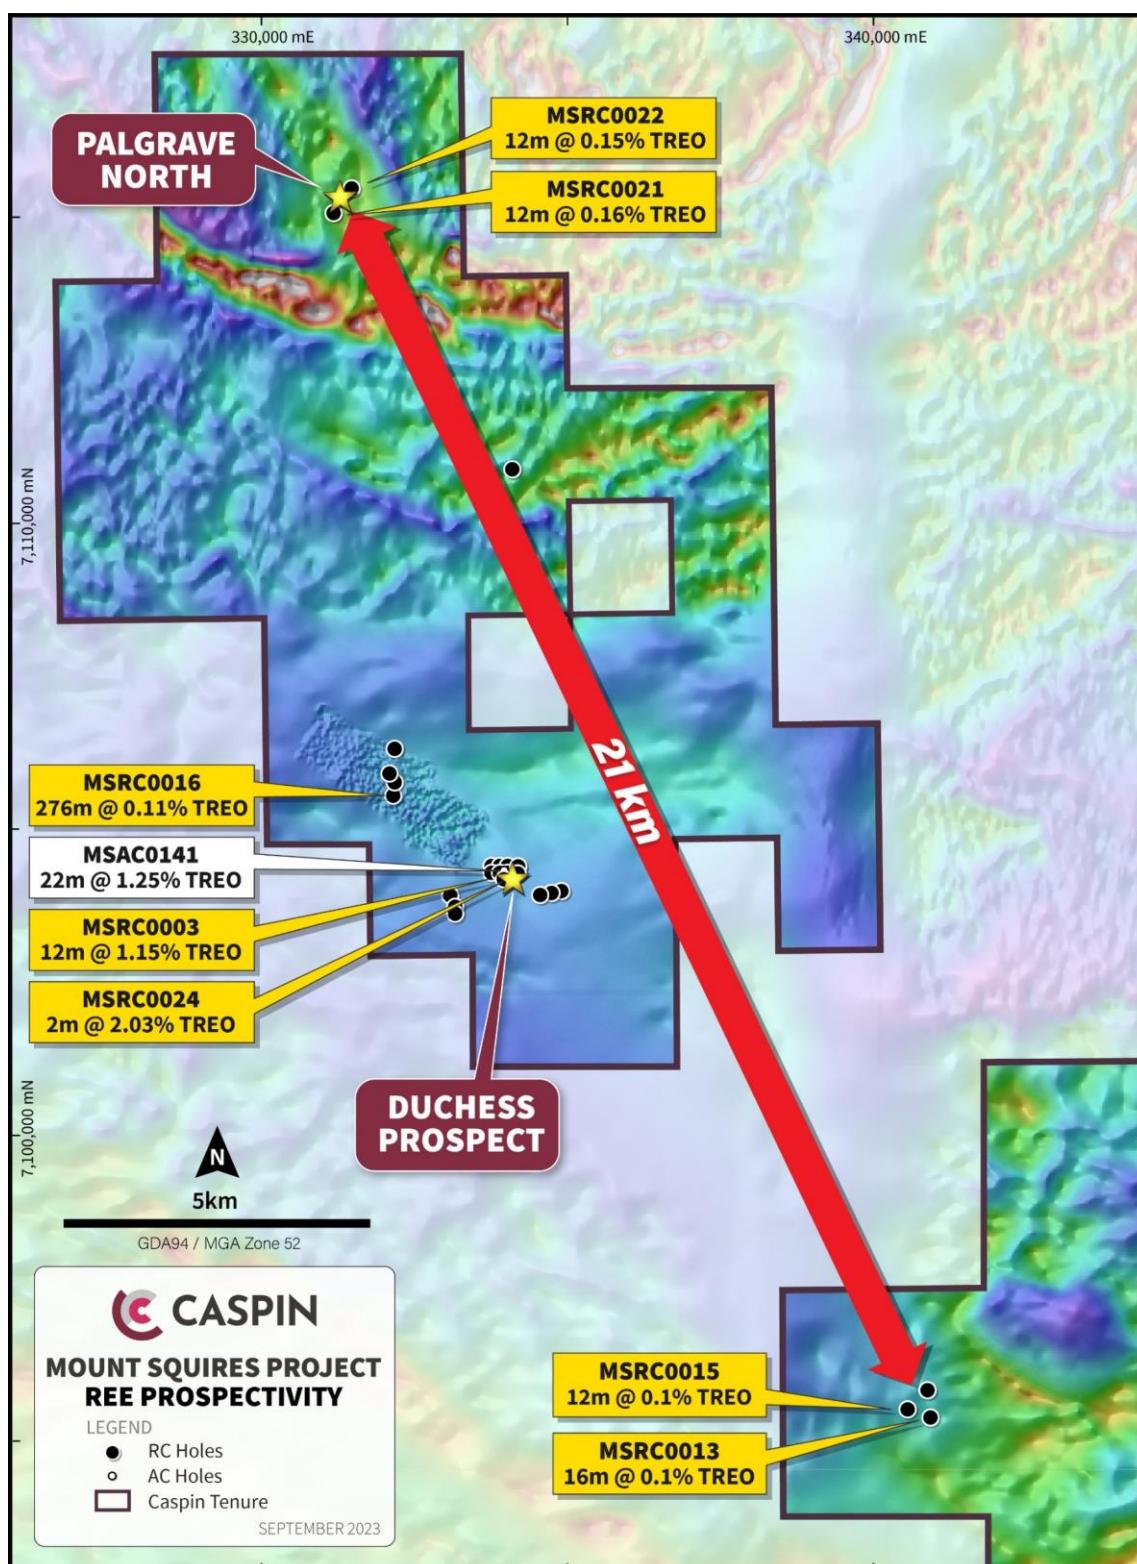 330,000 mE
340,000 mE
PALGRAVE
NORTH
MSRC0022
12m @ 0.15% TREO
MSRC0021
12m @ 0.16% TREO
7,110,000 mN
21 km
MSRC0016
276m @ 0.11% TREO
MSAC0141
22m @ 1.25% TREO
MSRC0003
12m @ 1.15% TREO
MSRC0024
2m @ 2.03% TREO
DUCHESS
PROSPECT
7,100,000 mN
N
5km
GDA94 / MGA Zone 52
CASPIN
MOUNT SQUIRES PROJECT
REE PROSPECTIVITY
LEGEND
RC Holes
AC Holes
Caspin Tenure
SEPTEMBER 2023
MSRC0015
12m @ 0.1% TREO
MSRC0013
16m @ 0.1% TREO